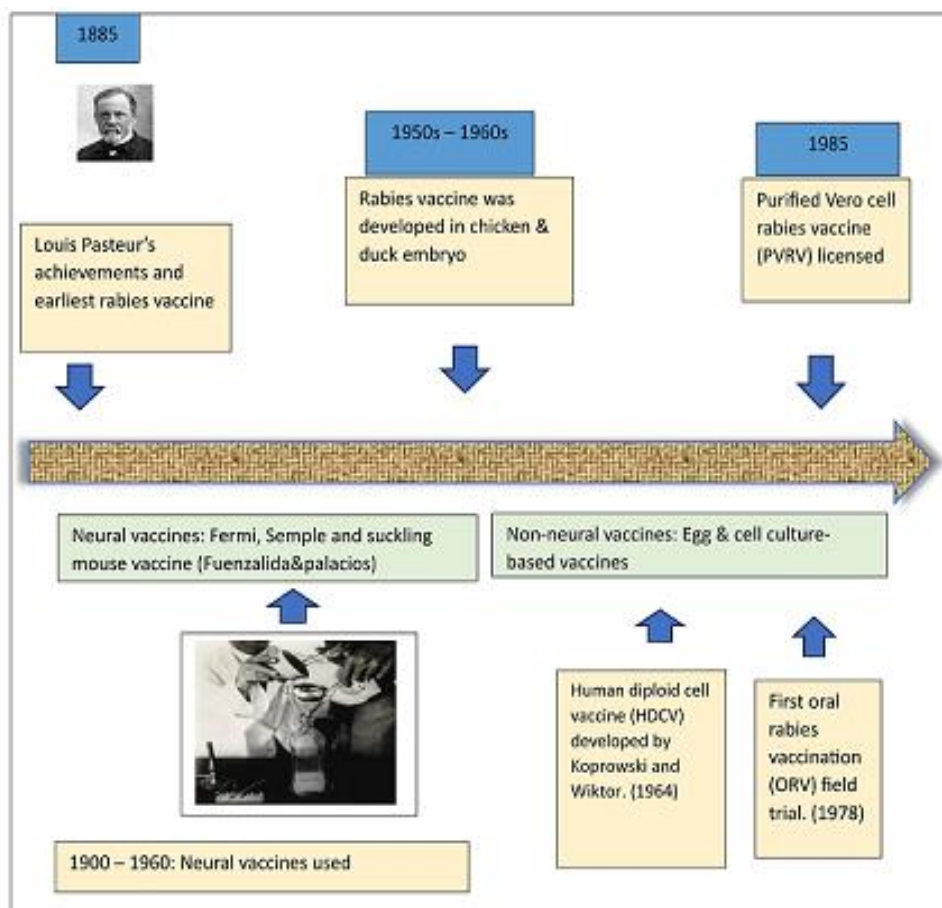 1885
1950s – 1960s
1985
Louis Pasteur's
achievements and
earliest rabies vaccine
Rabies vaccine was
developed in chicken &
duck embryo
Purified Vero cell
rabies vaccine
(PVRV) licensed
Neural vaccines: Fermi, Semple and suckling
mouse vaccine (Fuenzalida&palacios)
Non-neural vaccines: Egg & cell culture-
based vaccines
Human diploid cell
vaccine (HDCV)
developed by
Koprowski and
Wiktor. (1964)
First oral
rabies
vaccination
(ORV) field
trial. (1978)
1900 – 1960: Neural vaccines used